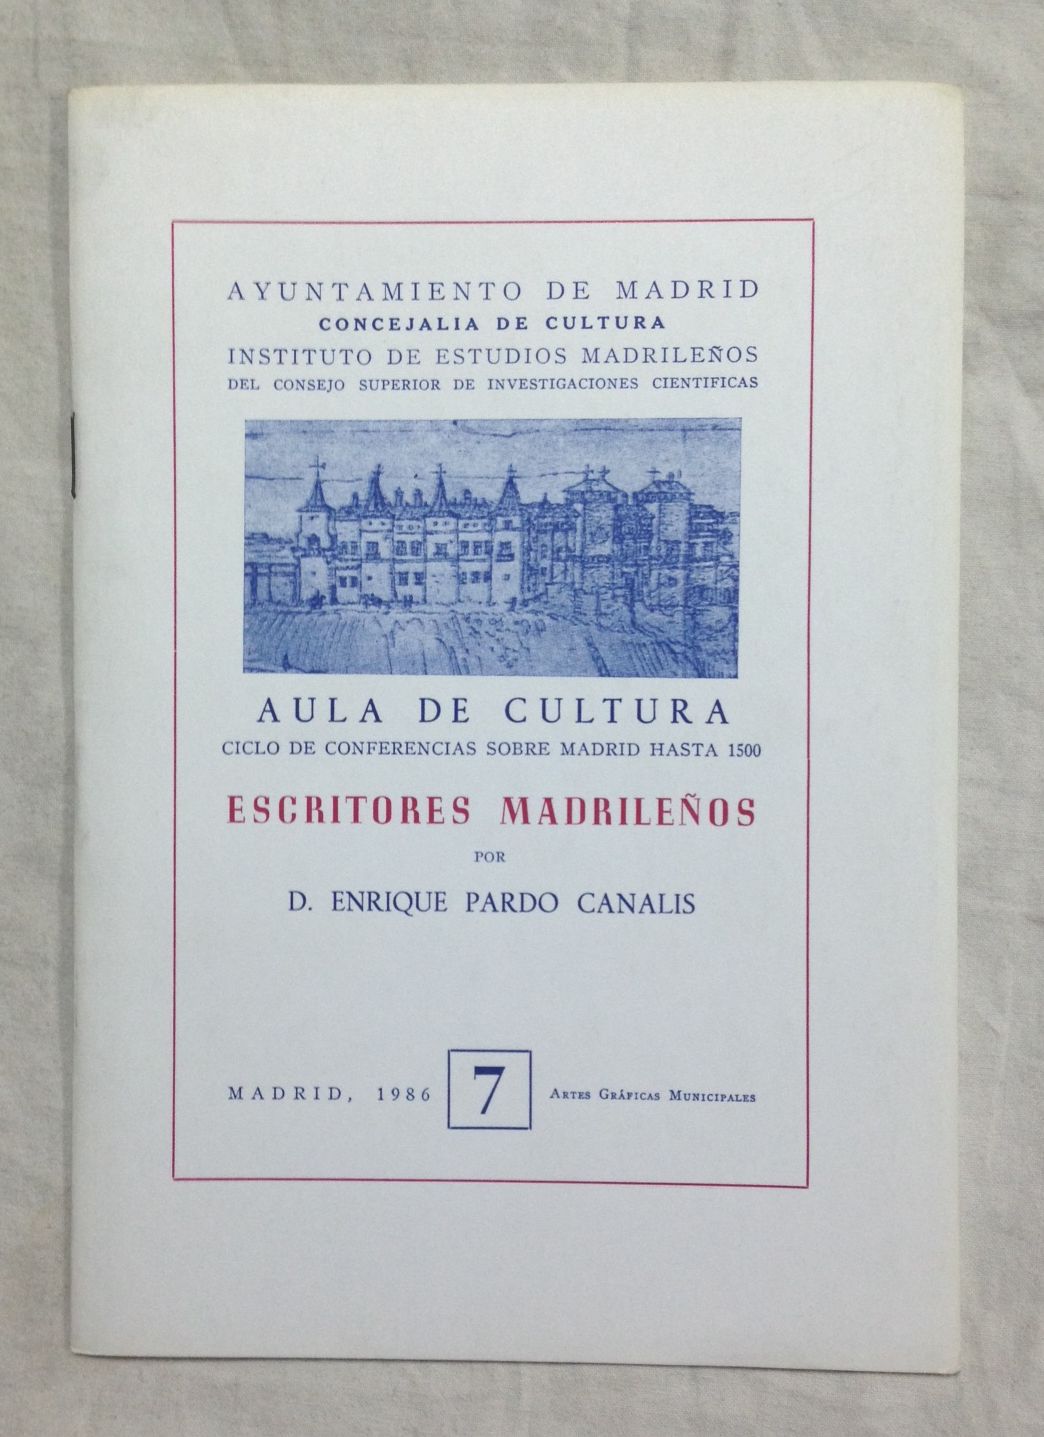 AYUNTAMIENTO DE MADRID
CONCEJALIA DE CULTURA
INSTITUTO DE ESTUDIOS MADRILEÑOS
DEL CONSEJO SUPERIOR DE INVESTIGACIONES CIENTIFICAS
AULA DE CULTURA
CICLO DE CONFERENCIAS SOBRE MADRID HASTA 1500
ESCRITORES MADRILEÑOS
POR
D. ENRIQUE PARDO CANALIS
MADRID, 1986 7 ARTES GRÁFICAS MUNICIPALES